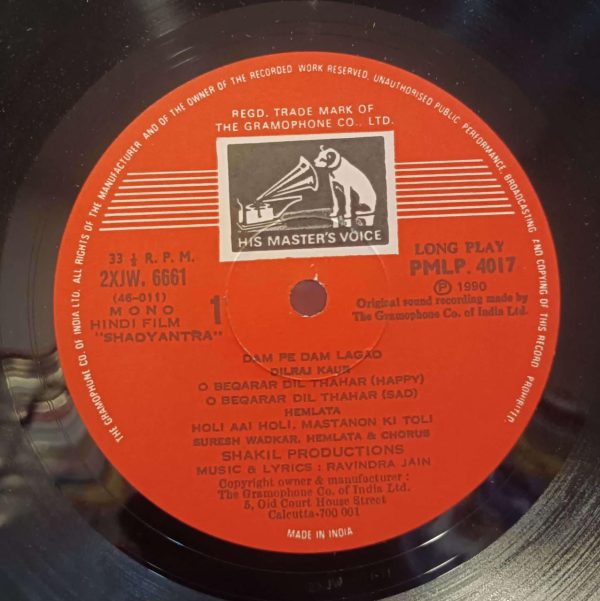 THE GRAMOPHONE CO. OF INDIA LTD. ALL RIGHTS OF THE MANUFACTURER AND OF THE OWNER OF THE RECORDED WORK RESERVED. UNAUTHORISED PUBLIC PERFORMANCE, BROADCASTING AND COPYING OF THIS RECORD PROHIBITED.
REGD. TRADE MARK OF
THE GRAMOPHONE CO., LTD.
HIS MASTER'S VOICE
33 ⅓ R. P. M.
2XJW. 6661
(46-011)
MONO
HINDI FILM
"SHADYANTRA"
1
LONG PLAY
PMLP. 4017
Ⓟ 1990
Original sound recording made by
The Gramophone Co. of India Ltd.
DAM PE DAM LAGAO
DILRAJ KAUR
O BEQARAR DIL THAHAR (HAPPY)
O BEQARAR DIL THAHAR (SAD)
HEMLATA
HOLI AAI HOLI, MASTANON KI TOLI
SURESH WADKAR, HEMLATA & CHORUS
SHAKIL PRODUCTIONS
MUSIC & LYRICS : RAVINDRA JAIN
Copyright owner & manufacturer :
The Gramophone Co. of India Ltd.
5, Old Court House Street
Calcutta-700 001
MADE IN INDIA